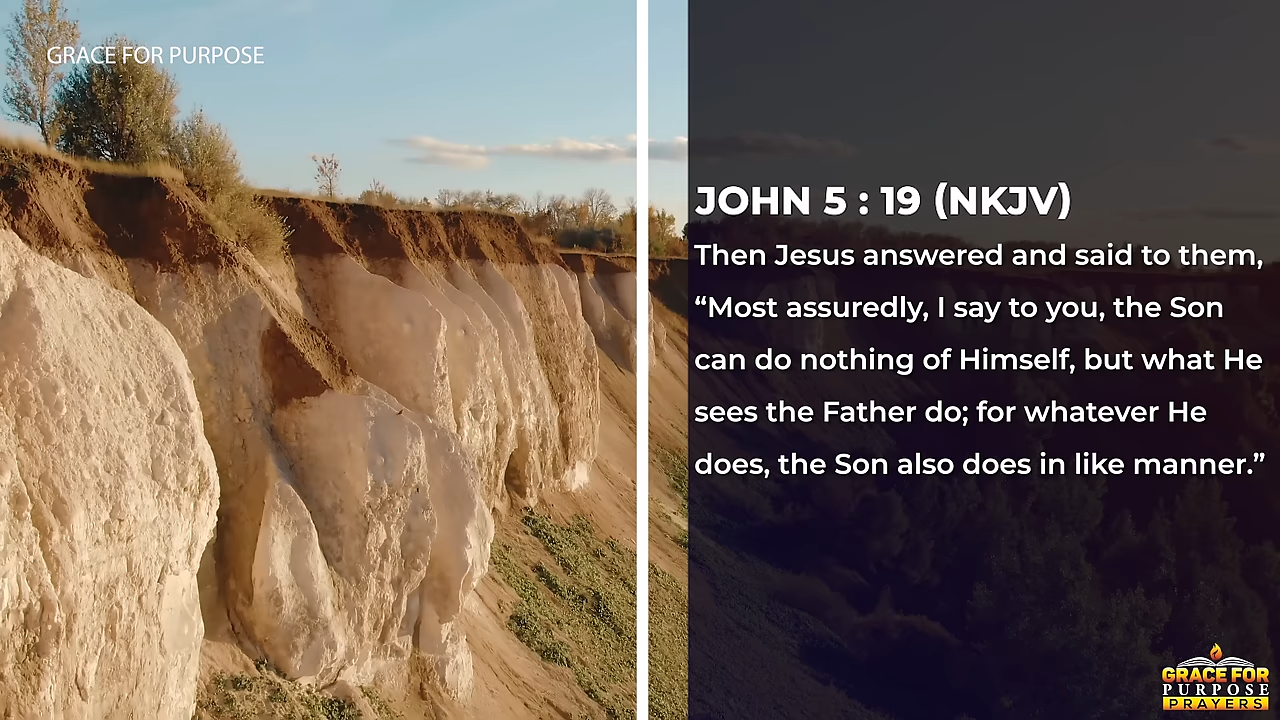 GRACE FOR PURPOSE
JOHN 5 : 19 (NKJV)
Then Jesus answered and said to them,
“Most assuredly, I say to you, the Son
can do nothing of Himself, but what He
sees the Father do; for whatever He
does, the Son also does in like manner.”
GRACE FOR
PURPOSE
PRAYERS